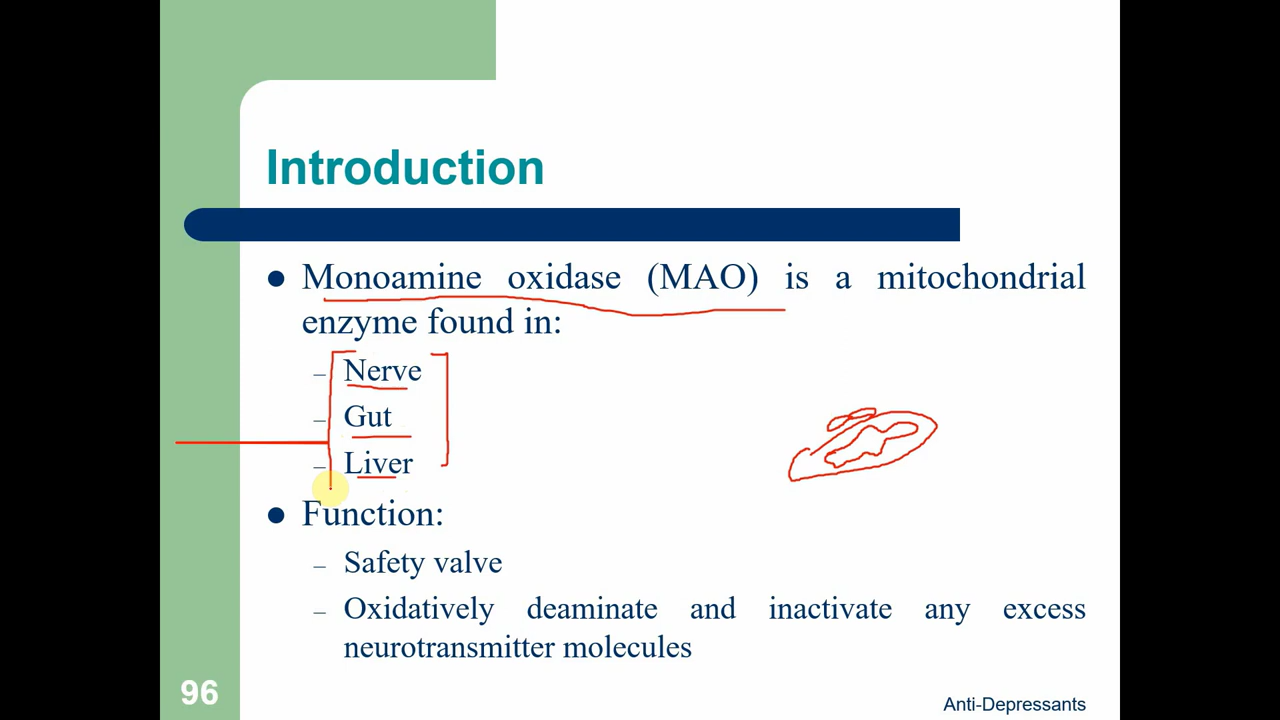 Introduction
● Monoamine oxidase (MAO) is a mitochondrial
enzyme found in:
– Nerve
– Gut
– Liver
● Function:
– Safety valve
– Oxidatively deaminate and inactivate any excess
neurotransmitter molecules
96
Anti-Depressants